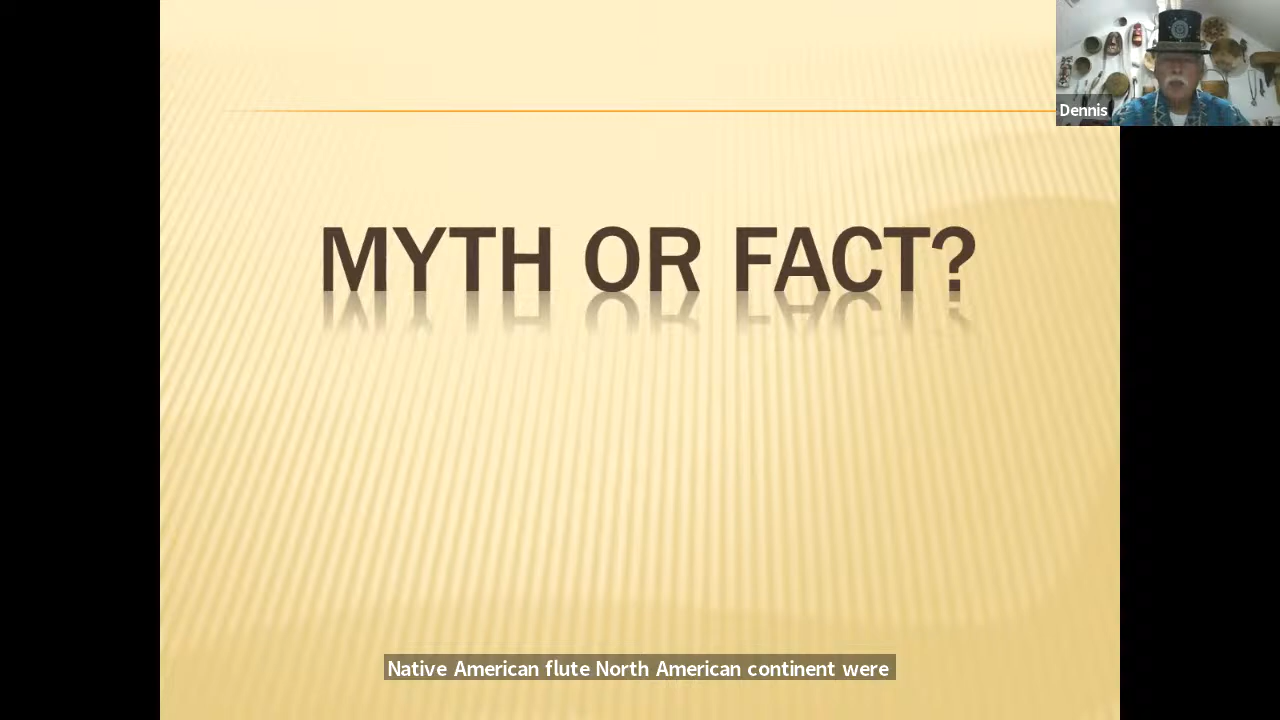 Dennis
MYTH OR FACT?
Native American flute North American continent were